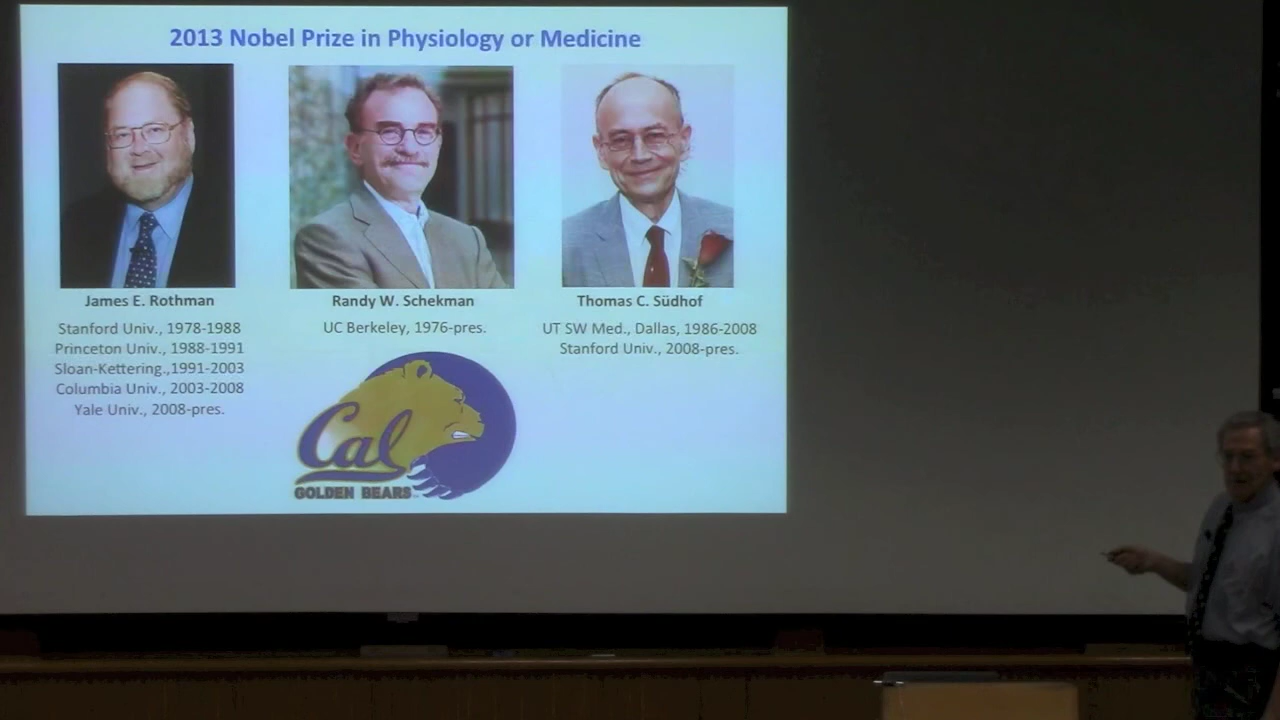 2013 Nobel Prize in Physiology or Medicine
James E. Rothman
Stanford Univ., 1978-1988
Princeton Univ., 1988-1991
Sloan-Kettering.,1991-2003
Columbia Univ., 2003-2008
Yale Univ., 2008-pres.
Randy W. Schekman
UC Berkeley, 1976-pres.
Cal
GOLDEN BEARS
Thomas C. Südhof
UT SW Med., Dallas, 1986-2008
Stanford Univ., 2008-pres.